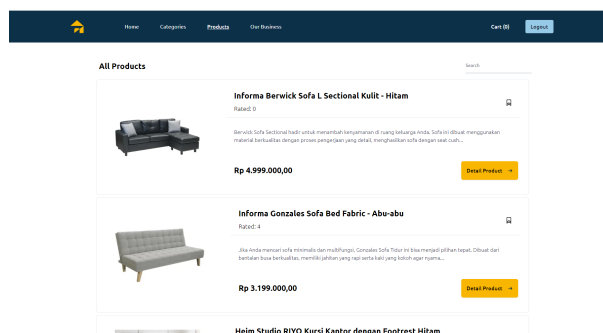 Home Categories Products Our Business Cart (0) Logout
All Products
Search
Informa Berwick Sofa L Sectional Kulit - Hitam
Rated: 0
Berwick Sofa Sectional hadir untuk menambah kenyamanan di ruang keluarga Anda. Sofa ini dibuat menggunakan
material berkualitas dengan proses pengerjaan yang detail, menghasilkan sofa dengan seat cush...
Rp 4.999.000,00
Detail Product →
Informa Gonzales Sofa Bed Fabric - Abu-abu
Rated: 4
Jika Anda mencari sofa minimalis dan multifungsi, Gonzales Sofa Tidur ini bisa menjadi pilihan tepat. Dibuat dari
bantalan busa berkualitas, memiliki jahitan yang rapi serta kaki yang kokoh agar nyama...
Rp 3.199.000,00
Detail Product →
Heim Studio RIYO Kursi Kantor dengan Footrest Hitam